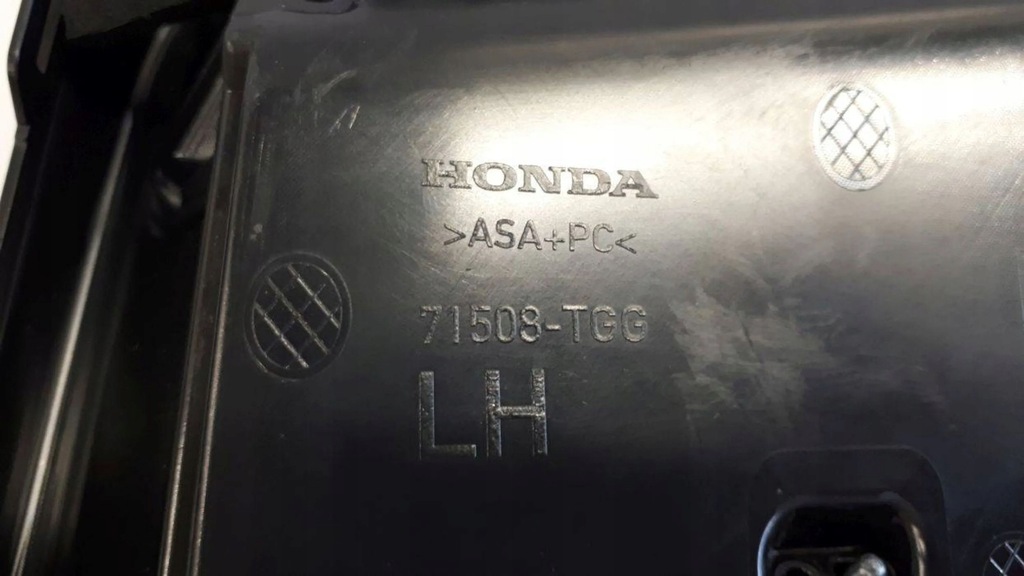 HONDA
>ASA+PC<
71508-TGG
LH